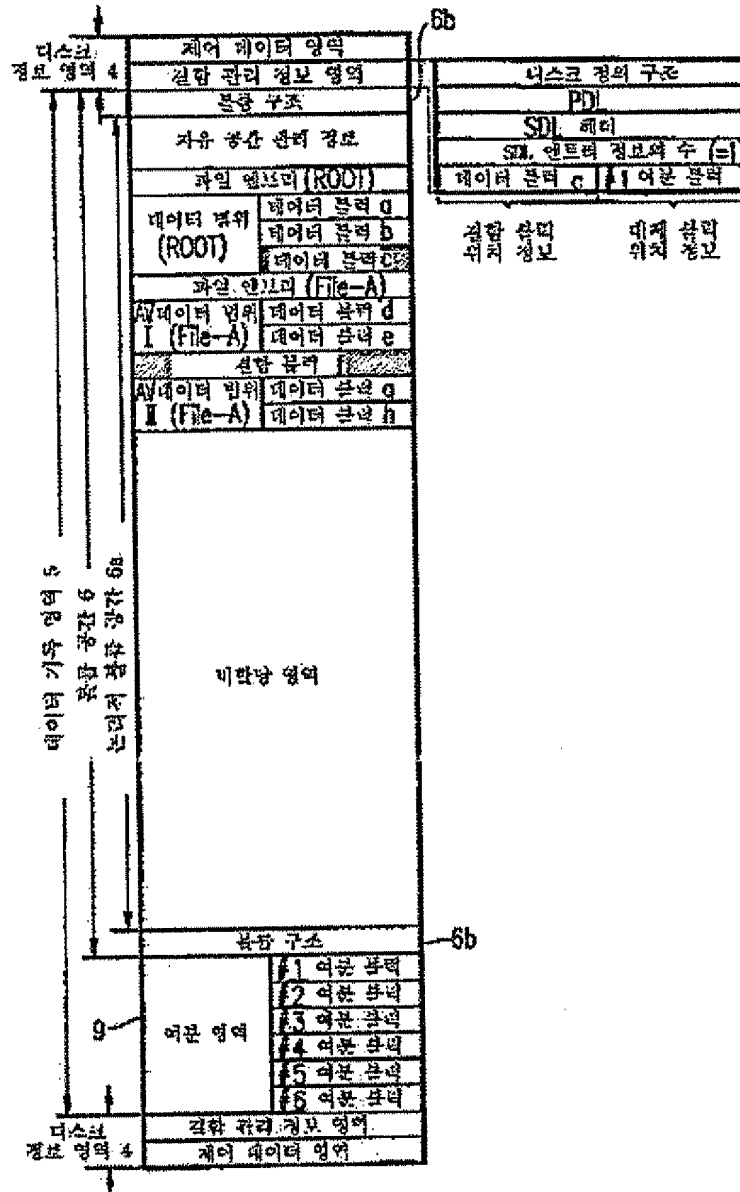 6b
디스크
정보 영역 4
제어 데이터 영역
결함 관리 정보 영역
볼륨 구조
자유 공간 관리 정보
파일 엔트리 (ROOT)
데이터 범위
(ROOT)
데이터 블럭 a
데이터 블럭 b
데이터 블럭 c
파일 엔트리 (File-A)
AV데이터 범위
I (File-A)
데이터 블럭 d
데이터 블럭 e
결함 블럭 f
AV데이터 범위
II (File-A)
데이터 블럭 g
데이터 블럭 h
디스크 정의 구조
PDL
SDL 헤더
SDL 엔트리 정보의 수 (=1)
데이터 블럭 c
#1 여분 블럭
결함 블럭
위치 정보
대체 블럭
위치 정보
데이터 기록 영역 5
볼륨 공간 6
논리적 볼륨 공간 6a
미할당 영역
볼륨 구조
6b
9
여분 영역
#1 여분 블럭
#2 여분 블럭
#3 여분 블럭
#4 여분 블럭
#5 여분 블럭
#6 여분 블럭
디스크
정보 영역 4
결함 관리 정보 영역
제어 데이터 영역